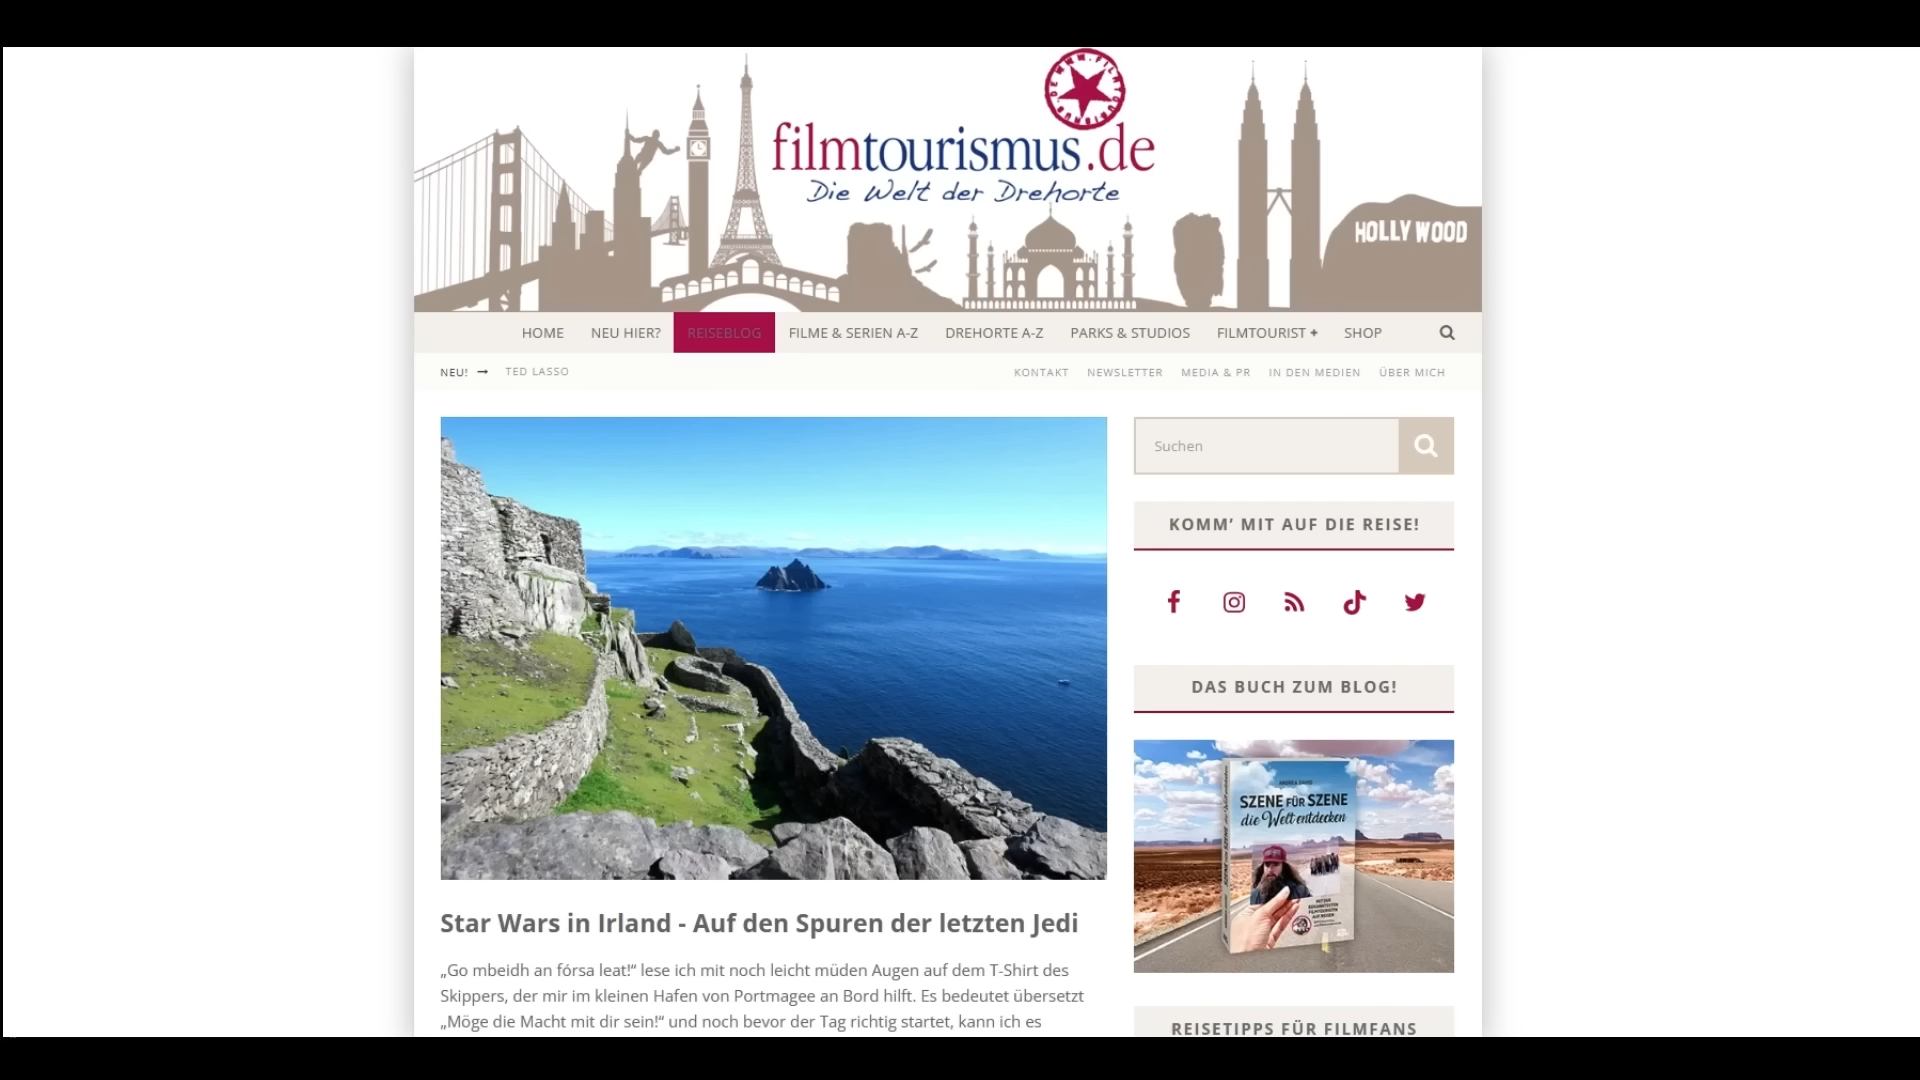 filmtourismus.de
Die Welt der Drehorte
HOLLYWOOD
HOME NEU HIER? REISEBLOG FILME & SERIEN A-Z DREHORTE A-Z PARKS & STUDIOS FILMTOURIST + SHOP
NEU! → TED LASSO KONTAKT NEWSLETTER MEDIA & PR IN DEN MEDIEN ÜBER MICH
Suchen
KOMM’ MIT AUF DIE REISE!
DAS BUCH ZUM BLOG!
SZENE FÜR SZENE
die Welt entdecken
Star Wars in Irland - Auf den Spuren der letzten Jedi
„Go mbeidh an fórsa leat!“ lese ich mit noch leicht müden Augen auf dem T-Shirt des
Skippers, der mir im kleinen Hafen von Portmagee an Bord hilft. Es bedeutet übersetzt
„Möge die Macht mit dir sein!“ und noch bevor der Tag richtig startet, kann ich es
REISETIPPS FÜR FILMFANS